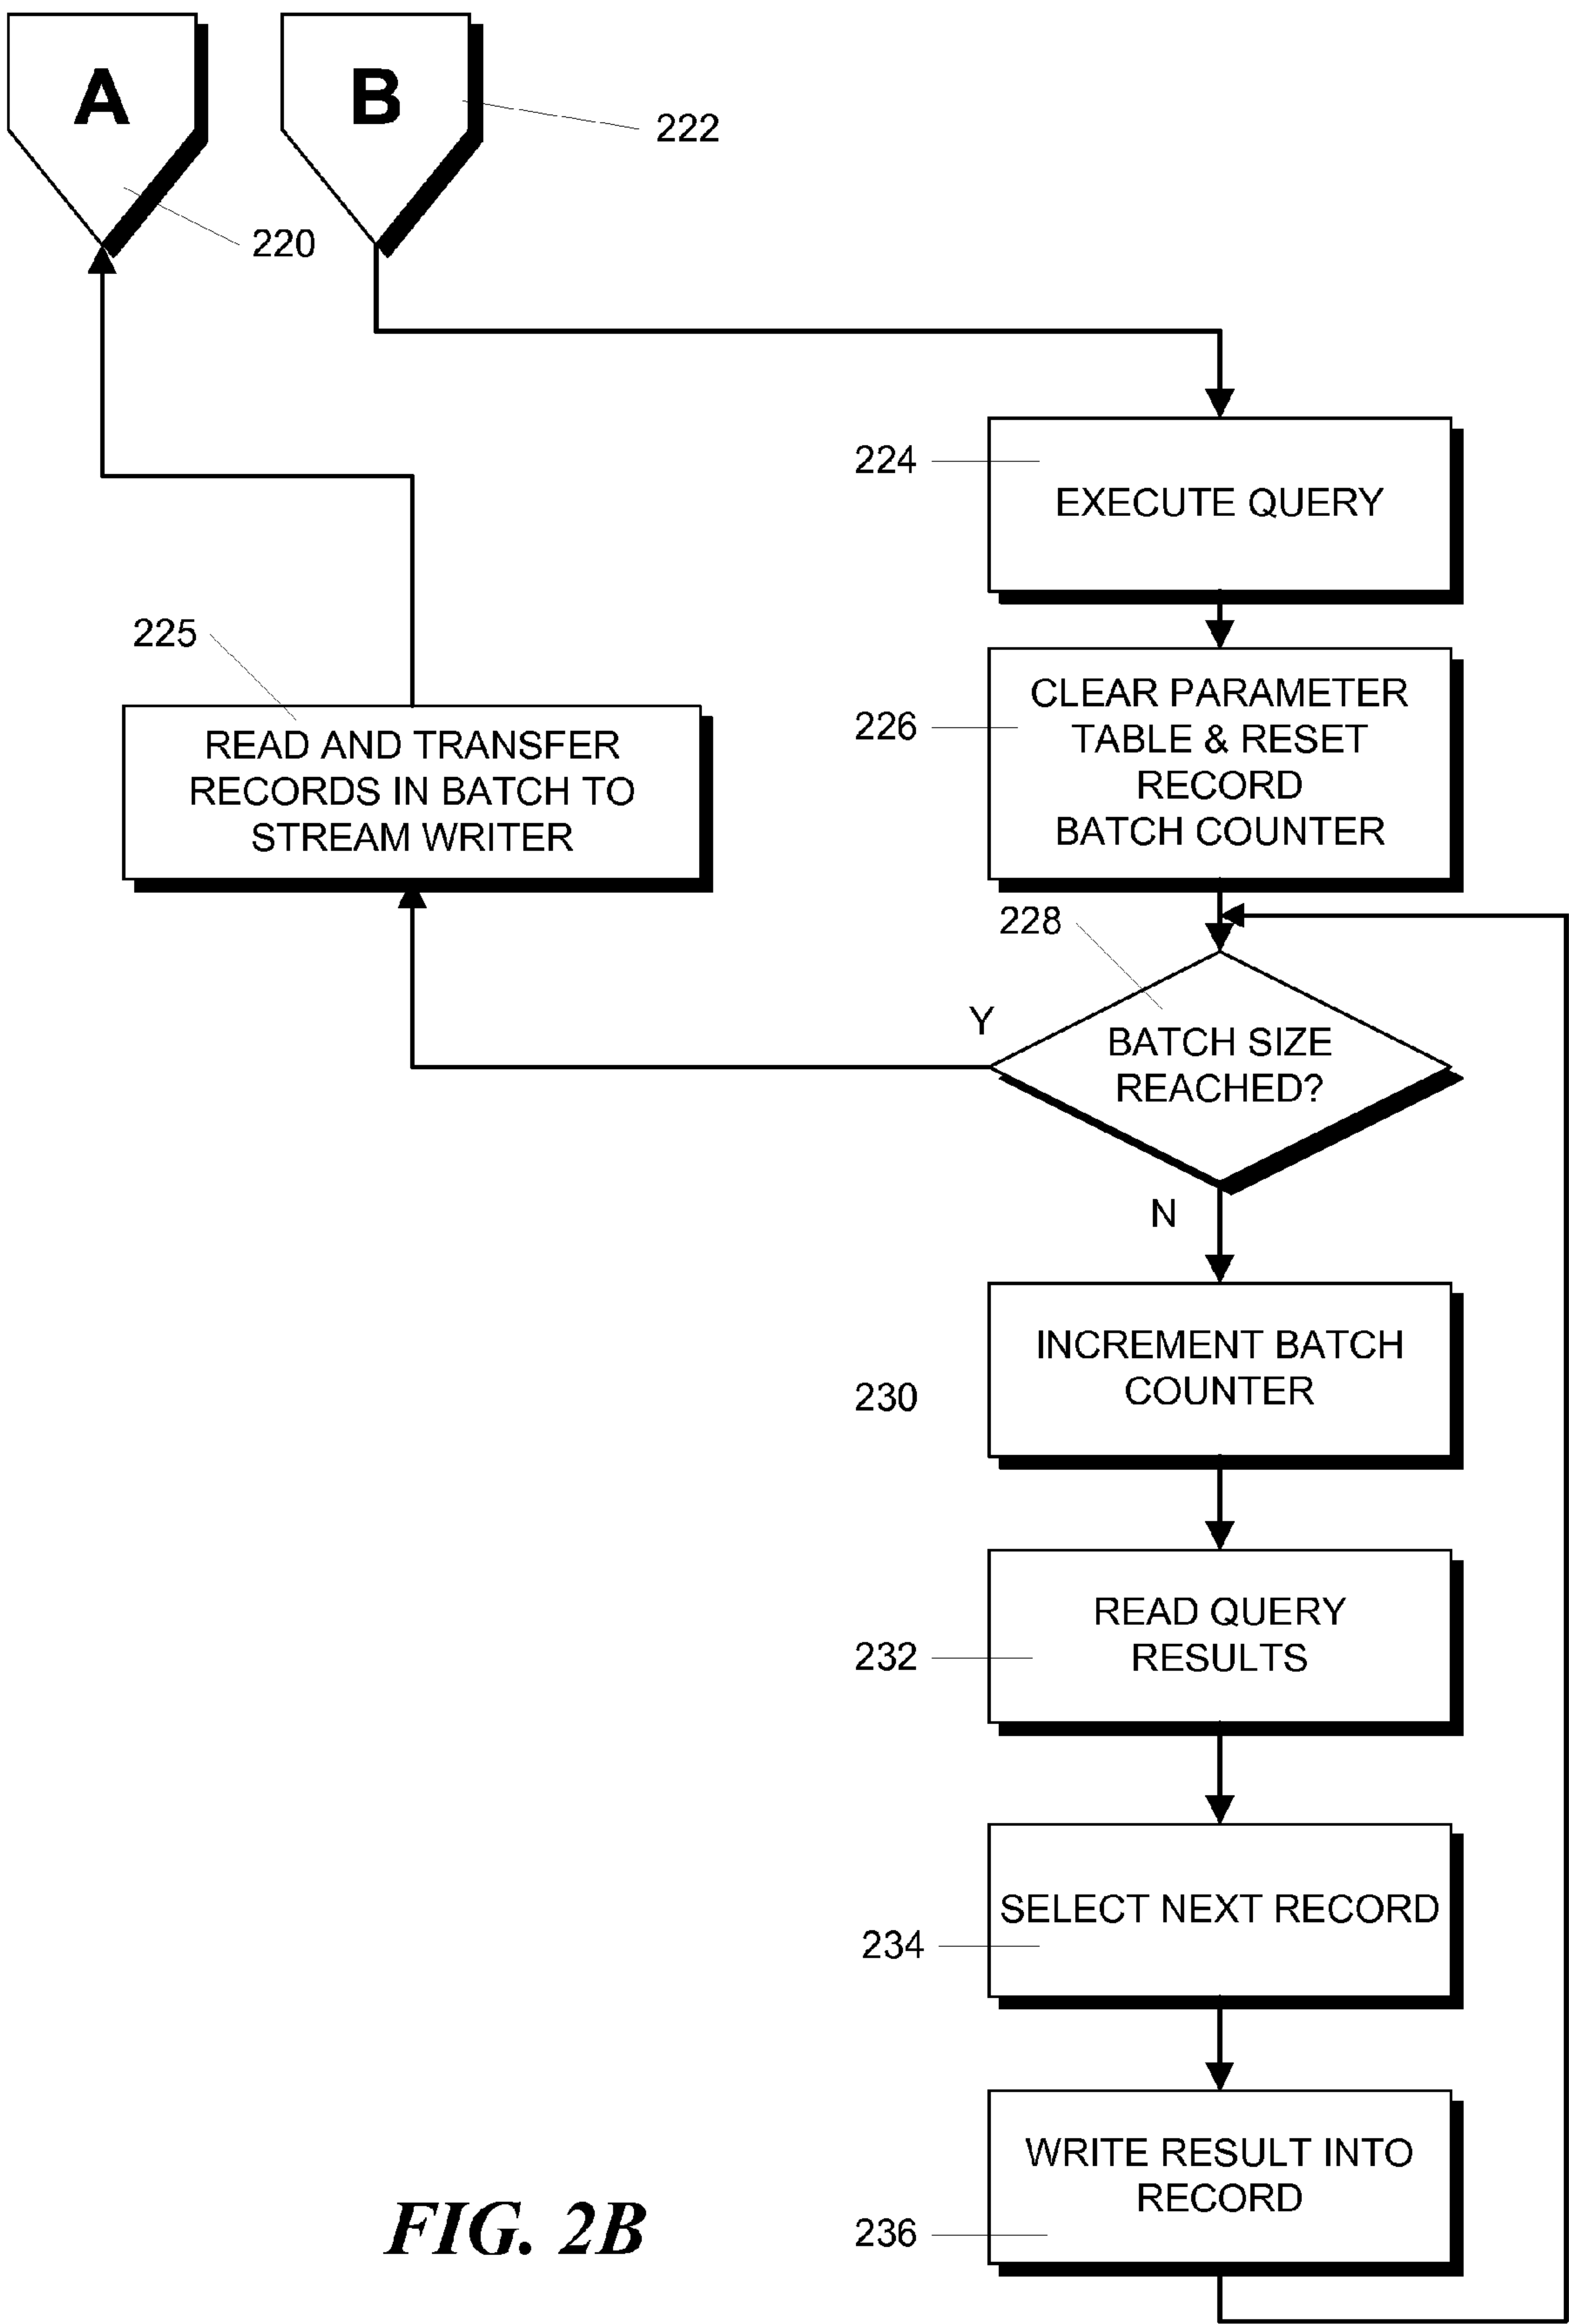 A
B
222
220
224
EXECUTE QUERY
225
READ AND TRANSFER
RECORDS IN BATCH TO
STREAM WRITER
226
CLEAR PARAMETER
TABLE & RESET
RECORD
BATCH COUNTER
228
Y
BATCH SIZE
REACHED?
N
230
INCREMENT BATCH
COUNTER
232
READ QUERY
RESULTS
234
SELECT NEXT RECORD
236
WRITE RESULT INTO
RECORD
FIG. 2B